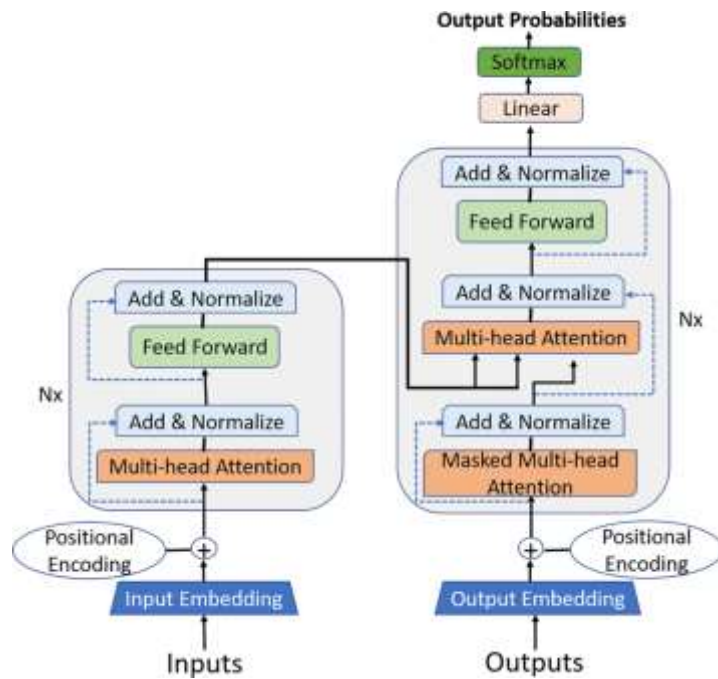 Output Probabilities
Softmax
Linear
Add & Normalize
Feed Forward
Add & Normalize
Multi-head Attention
Nx
Add & Normalize
Masked Multi-head
Attention
Positional
Encoding
Output Embedding
Outputs
Add & Normalize
Feed Forward
Nx
Add & Normalize
Multi-head Attention
Positional
Encoding
Input Embedding
Inputs